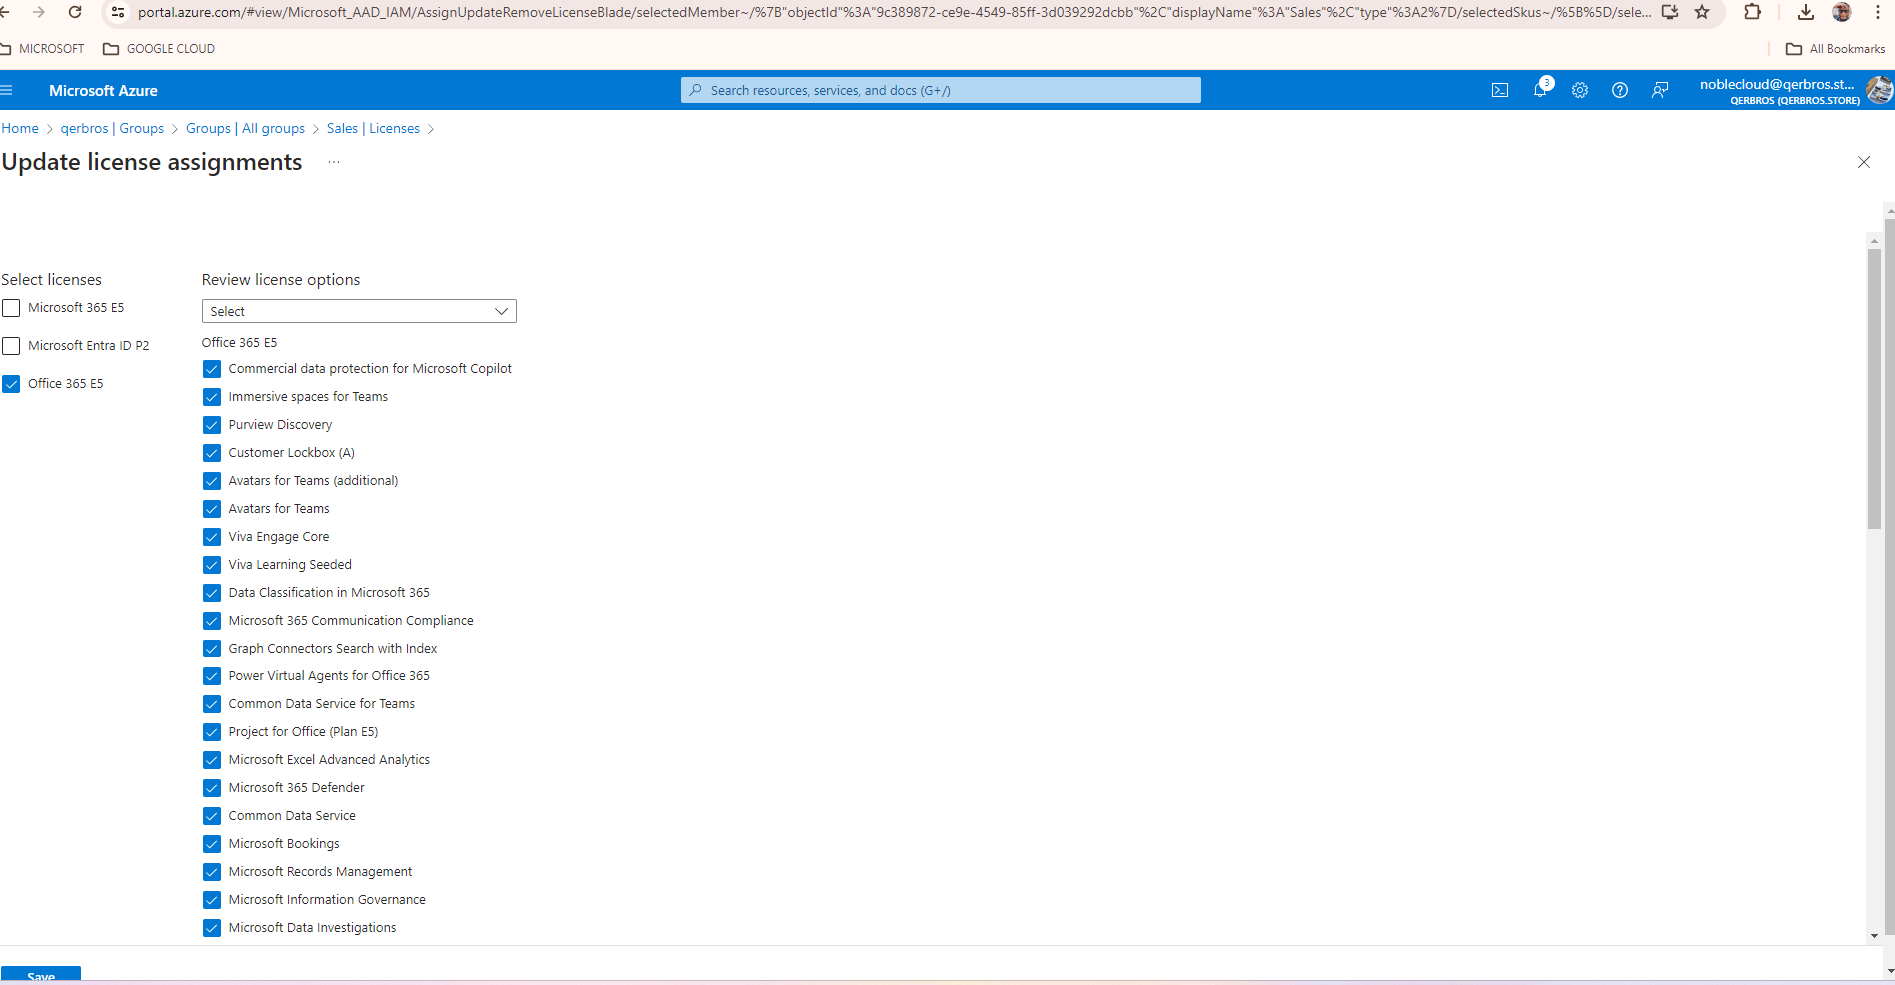 portal.azure.com/#view/Microsoft_AAD_IAM/AssignUpdateRemoveLicenseBlade/selectedMember~/%7B"objectId"%3A"9c389872-ce9e-4549-85ff-3d039292dcbb"%2C"displayName"%3A"Sales"%2C"type"%3A2%7D/selectedSkus~/%5B%5D/sele...
MICROSOFT
GOOGLE CLOUD
All Bookmarks
Microsoft Azure
Search resources, services, and docs (G+/)
3
noblecloud@qerbros.st...
QERBROS (QERBROS.STORE)
Home > qerbros | Groups > Groups | All groups > Sales | Licenses >
Update license assignments ...
Select licenses
Microsoft 365 E5
Microsoft Entra ID P2
Office 365 E5
Review license options
Select
Office 365 E5
Commercial data protection for Microsoft Copilot
Immersive spaces for Teams
Purview Discovery
Customer Lockbox (A)
Avatars for Teams (additional)
Avatars for Teams
Viva Engage Core
Viva Learning Seeded
Data Classification in Microsoft 365
Microsoft 365 Communication Compliance
Graph Connectors Search with Index
Power Virtual Agents for Office 365
Common Data Service for Teams
Project for Office (Plan E5)
Microsoft Excel Advanced Analytics
Microsoft 365 Defender
Common Data Service
Microsoft Bookings
Microsoft Records Management
Microsoft Information Governance
Microsoft Data Investigations
Save